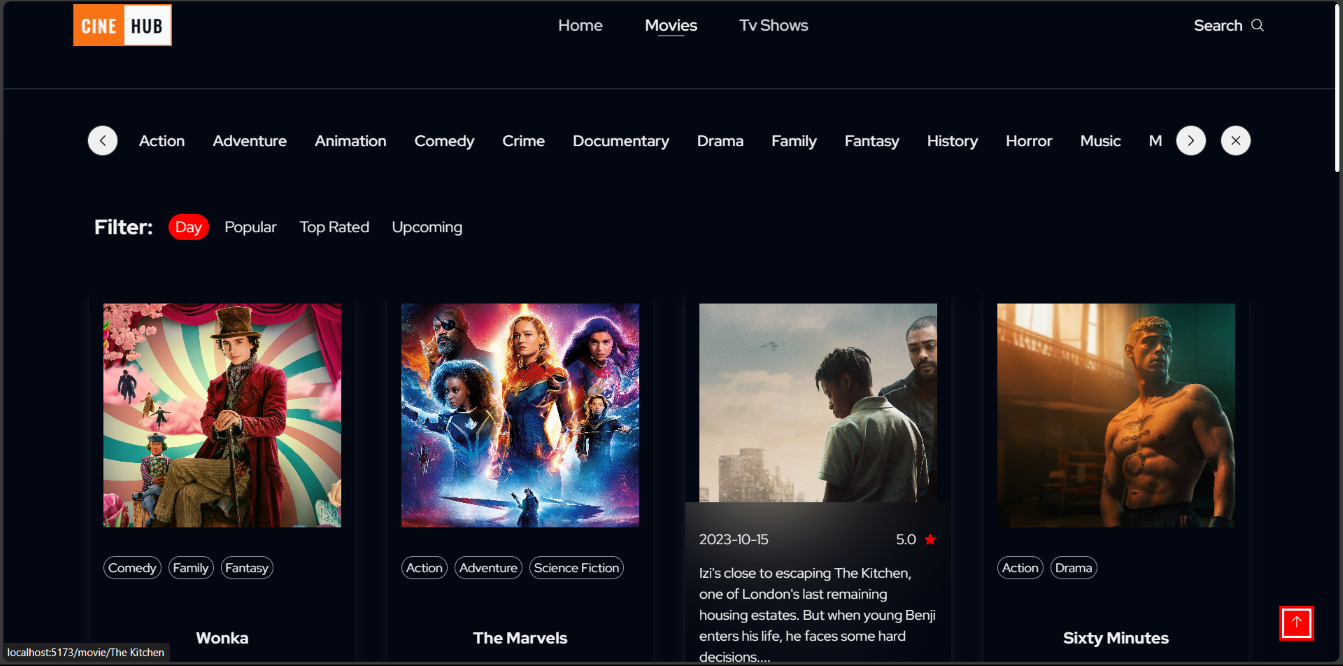 CINE HUB
Home Movies Tv Shows
Search
Action Adventure Animation Comedy Crime Documentary Drama Family Fantasy History Horror Music M
Filter: Day Popular Top Rated Upcoming
Comedy Family Fantasy
Wonka
Action Adventure Science Fiction
The Marvels
2023-10-15 5.0
Izi's close to escaping The Kitchen,
one of London's last remaining
housing estates. But when young Benji
enters his life, he faces some hard
decisions....
Action Drama
Sixty Minutes
localhost:5173/movie/The Kitchen